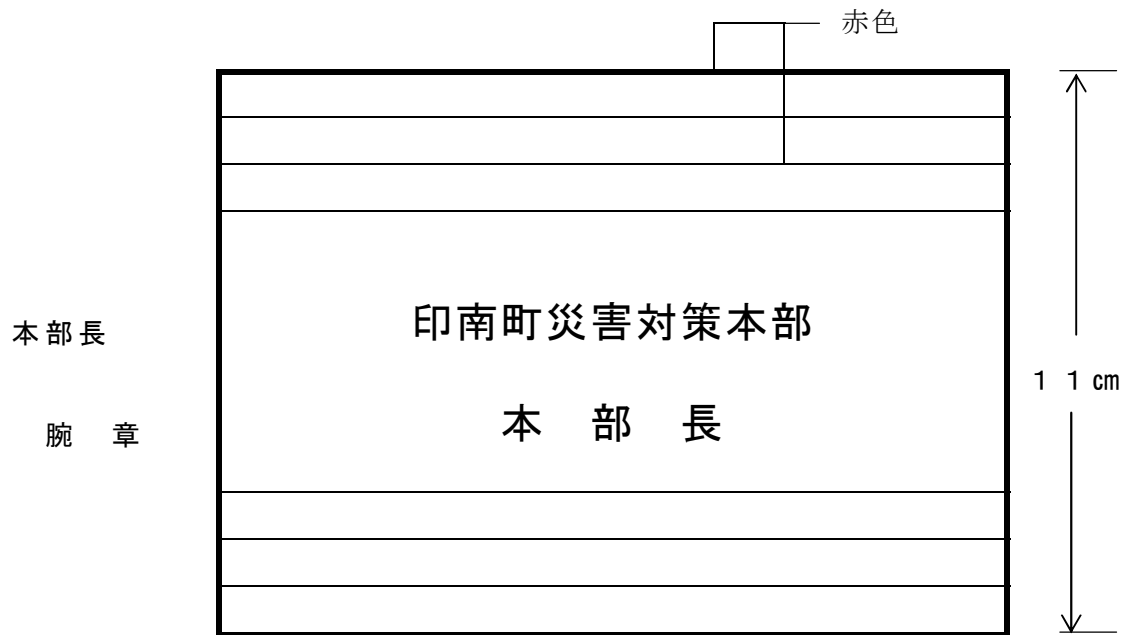 赤色
印南町災害対策本部
本部長
本部長
腕章
11㎝